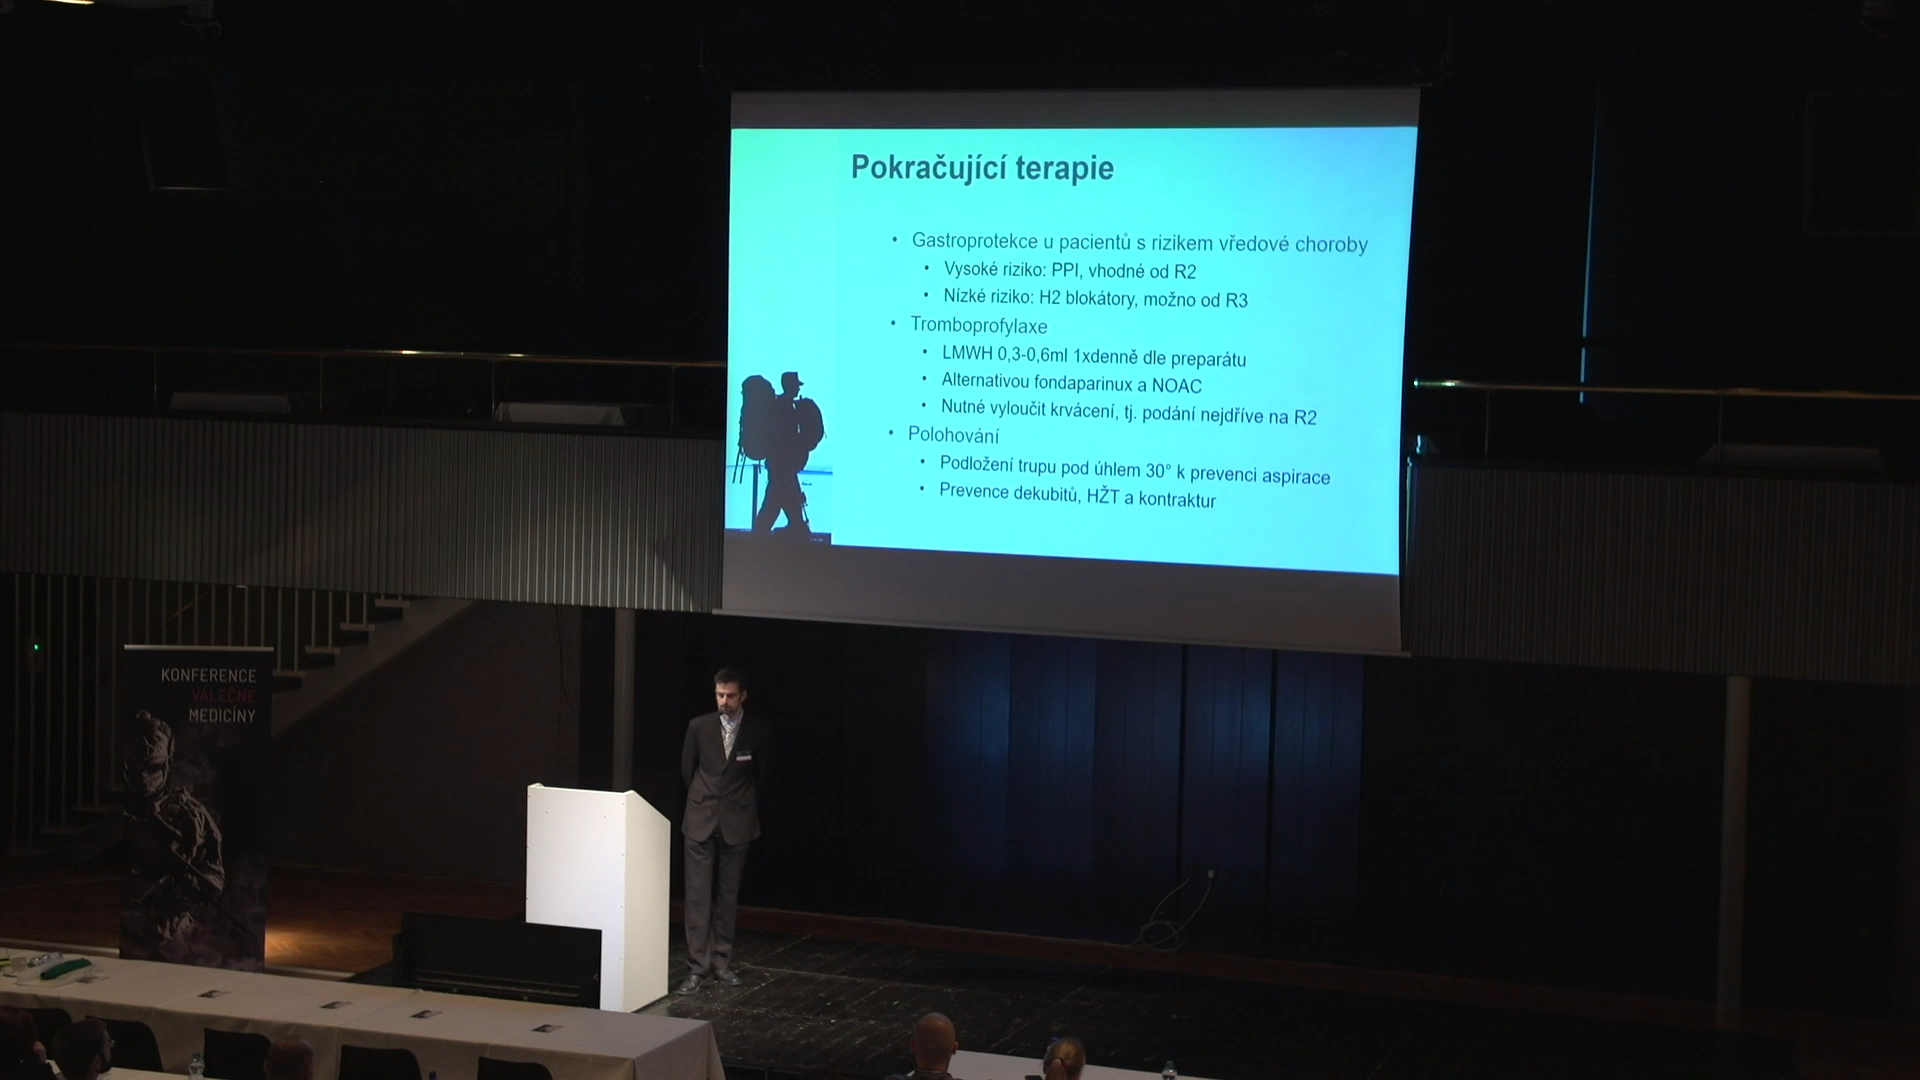 Pokračující terapie
• Gastroprotekce u pacientů s rizikem vředové choroby
• Vysoké riziko: PPI, vhodné od R2
• Nízké riziko: H2 blokátory, možno od R3
• Tromboprofylaxe
• LMWH 0,3-0,6ml 1xdenně dle preparátu
• Alternativou fondaparinux a NOAC
• Nutné vyloučit krvácení, tj. podání nejdříve na R2
• Polohování
• Podložení trupu pod úhlem 30° k prevenci aspirace
• Prevence dekubitů, HŽT a kontraktur
KONFERENCE
VÁLEČNÉ
MEDICÍNY